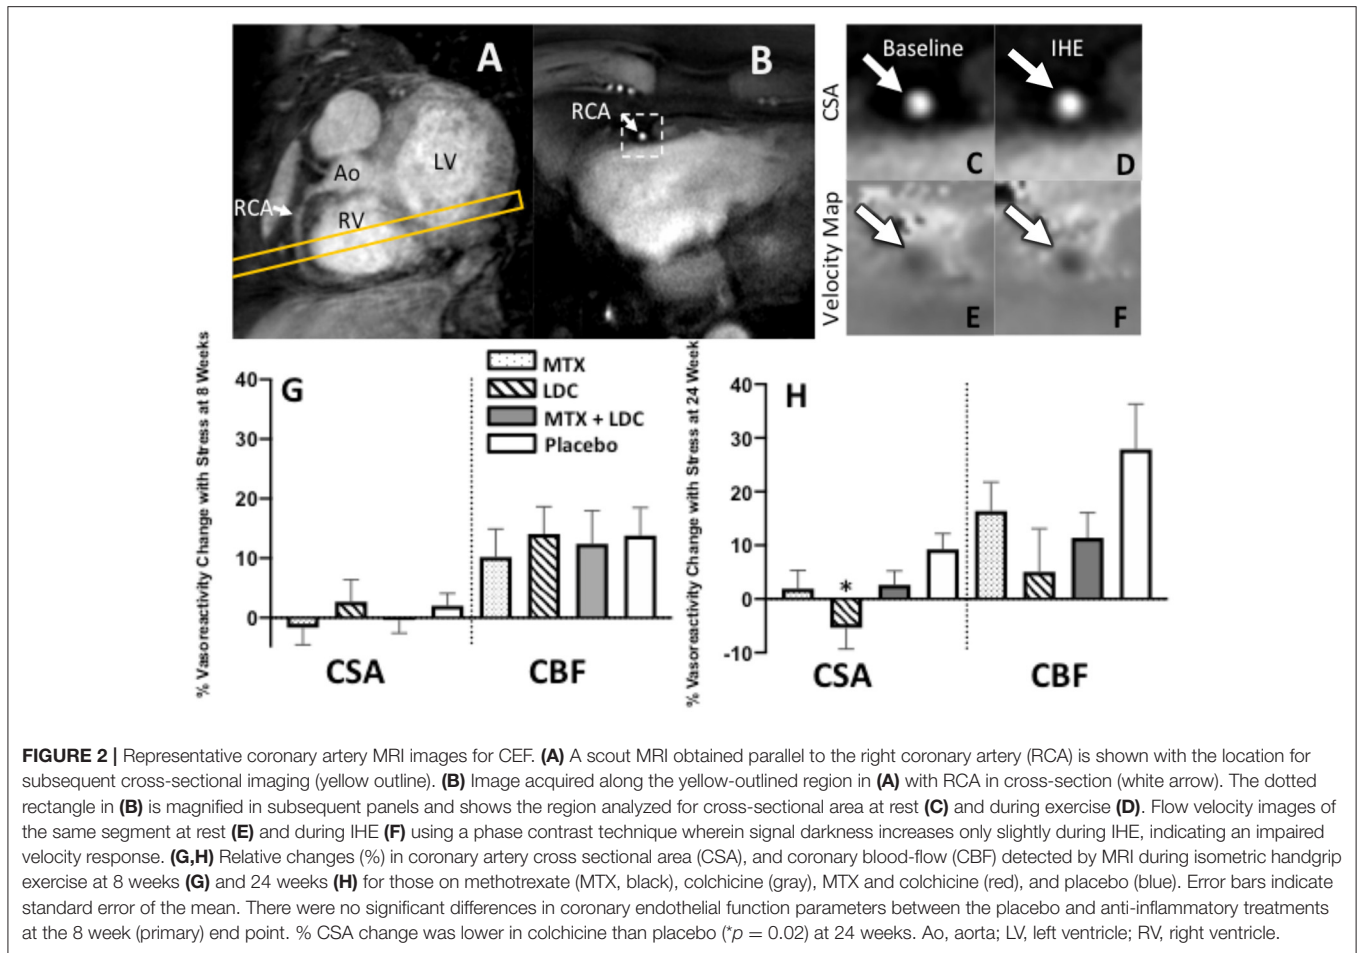 A
B
Baseline
IHE
RCA
CSA
LV
Ao
RCA
RV
C
D
Velocity Map
E
F
% Vasoreactivity Change with Stress at 8 Weeks
40
30
20
10
0
G
MTX
LDC
MTX + LDC
Placebo
CSA
CBF
% Vasoreactivity Change with Stress at 24 Week
40
30
20
10
0
-10
H
*
CSA
CBF
FIGURE 2 | Representative coronary artery MRI images for CEF. (A) A scout MRI obtained parallel to the right coronary artery (RCA) is shown with the location for
subsequent cross-sectional imaging (yellow outline). (B) Image acquired along the yellow-outlined region in (A) with RCA in cross-section (white arrow). The dotted
rectangle in (B) is magnified in subsequent panels and shows the region analyzed for cross-sectional area at rest (C) and during exercise (D). Flow velocity images of
the same segment at rest (E) and during IHE (F) using a phase contrast technique wherein signal darkness increases only slightly during IHE, indicating an impaired
velocity response. (G,H) Relative changes (%) in coronary artery cross sectional area (CSA), and coronary blood-flow (CBF) detected by MRI during isometric handgrip
exercise at 8 weeks (G) and 24 weeks (H) for those on methotrexate (MTX, black), colchicine (gray), MTX and colchicine (red), and placebo (blue). Error bars indicate
standard error of the mean. There were no significant differences in coronary endothelial function parameters between the placebo and anti-inflammatory treatments
at the 8 week (primary) end point. % CSA change was lower in colchicine than placebo (*p = 0.02) at 24 weeks. Ao, aorta; LV, left ventricle; RV, right ventricle.